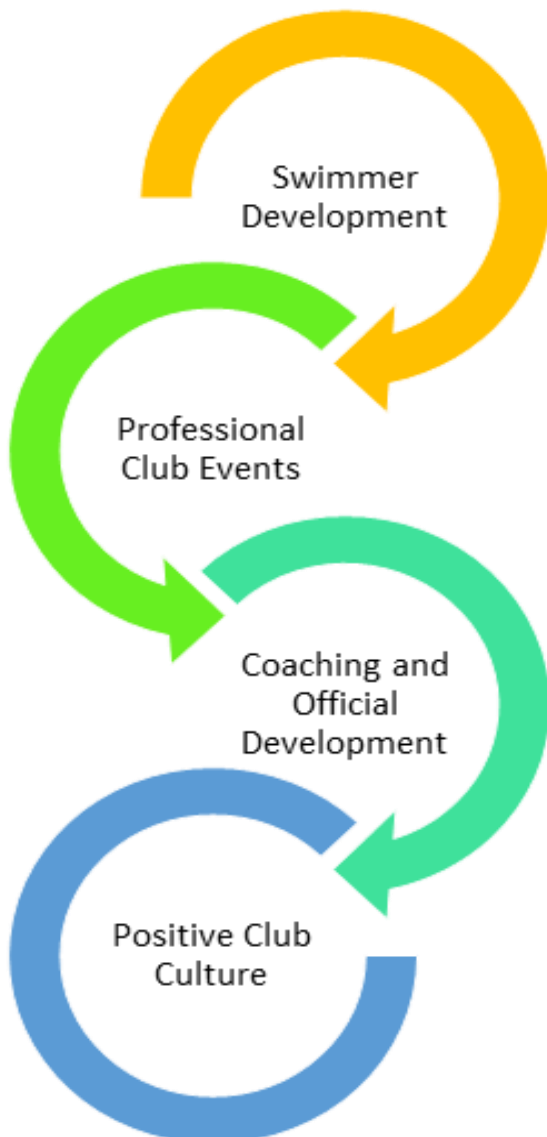 Swimmer
Development
Professional
Club Events
Coaching and
Official
Development
Positive Club
Culture